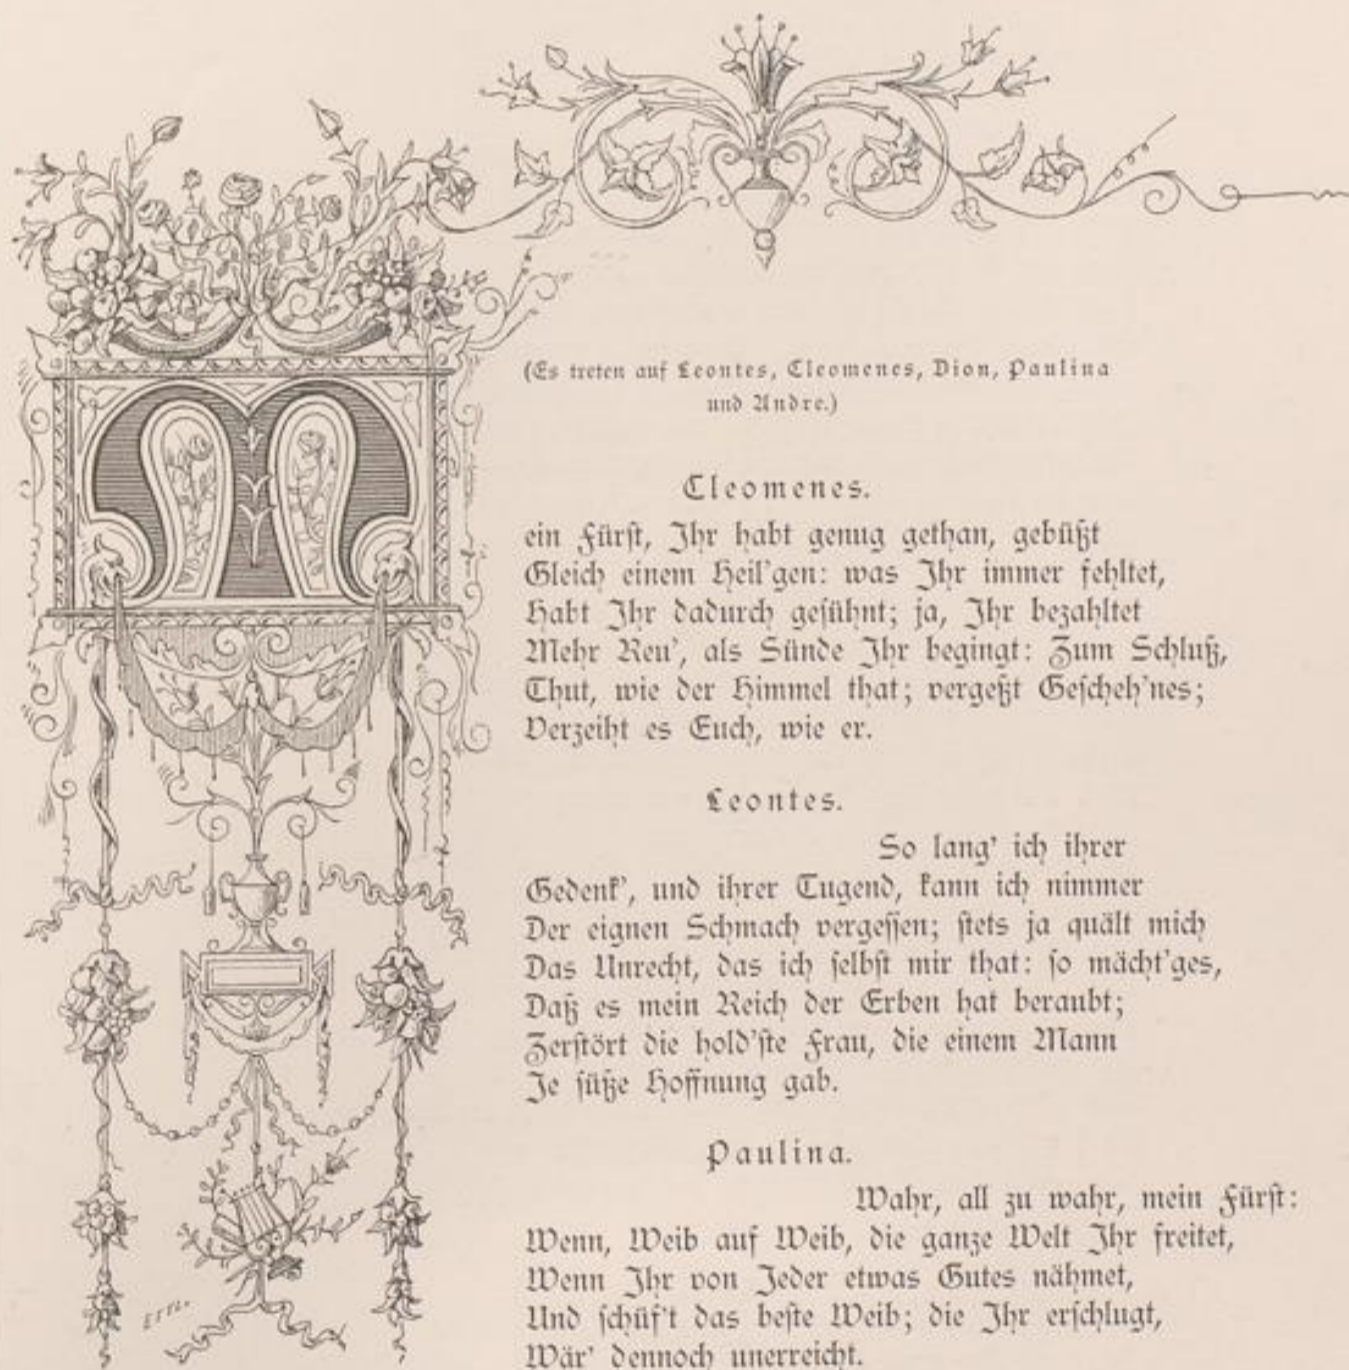 (Es treten auf Leontes, Cleomenes, Dion, Paulina
und Andre.)
Cleomenes.
Mein Fürst, Ihr habt genug gethan, gebüßt
Gleich einem Heil'gen: was Ihr immer fehltet,
Habt Ihr dadurch gesühnt; ja, Ihr bezahltet
Mehr Reu', als Sünde Ihr begingt: Zum Schluß,
Thut, wie der Himmel that; vergeßt Gescheh'nes;
Verzeiht es Euch, wie er.
Leontes.
So lang' ich ihrer
Gedenk', und ihrer Tugend, kann ich nimmer
Der eignen Schmach vergessen; stets ja quält mich
Das Unrecht, das ich selbst mir that: so mächt'ges,
Daß es mein Reich der Erben hat beraubt;
Zerstört die hold'ste Frau, die einem Mann
Je süße Hoffnung gab.
Paulina.
Wahr, all zu wahr, mein Fürst:
Wenn, Weib auf Weib, die ganze Welt Ihr freitet,
Wenn Ihr von Jeder etwas Gutes nähmet,
Und schüf't das beste Weib; die Ihr erschlugt,
Wär' dennoch unerreicht.